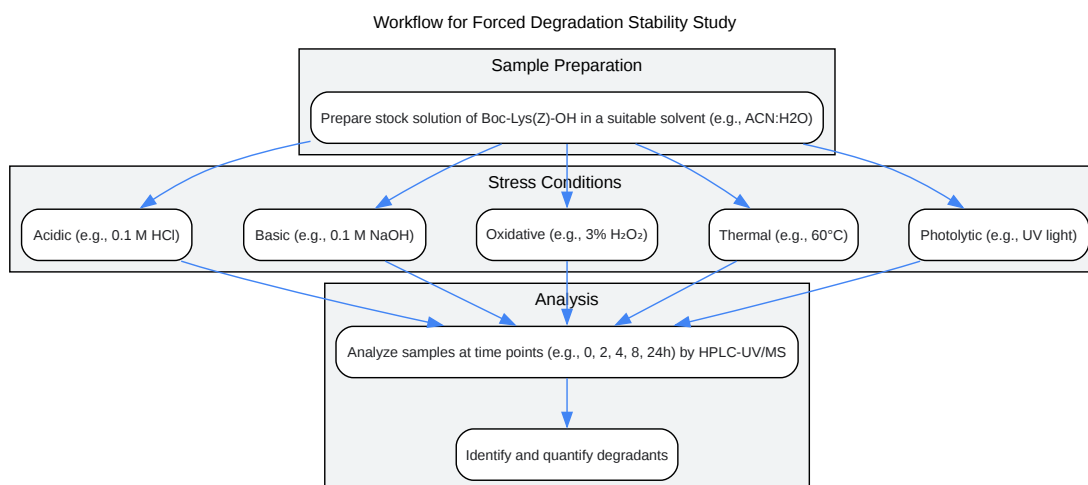 Workflow for Forced Degradation Stability Study
Sample Preparation
Prepare stock solution of Boc-Lys(Z)-OH in a suitable solvent (e.g., ACN:H2O)
Stress Conditions
Acidic (e.g., 0.1 M HCl)
Basic (e.g., 0.1 M NaOH)
Oxidative (e.g., 3% H₂O₂)
Thermal (e.g., 60°C)
Photolytic (e.g., UV light)
Analysis
Analyze samples at time points (e.g., 0, 2, 4, 8, 24h) by HPLC-UV/MS
Identify and quantify degradants